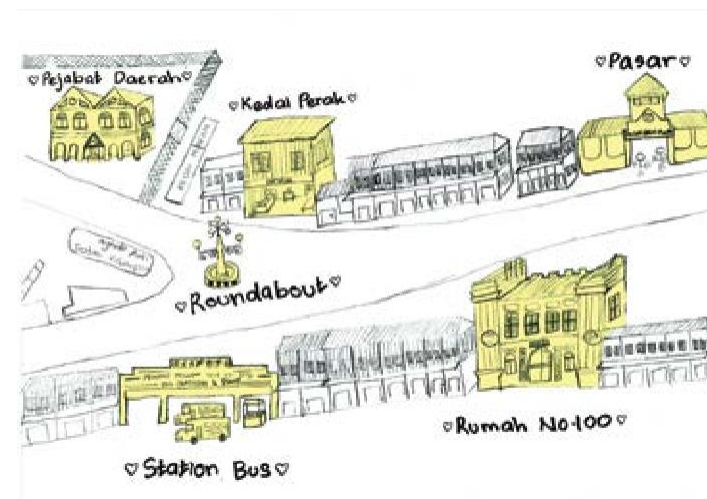 Pejabat Daerah
Kedai Perak
Pasar
Roundabout
Rumah No.100
Station Bus